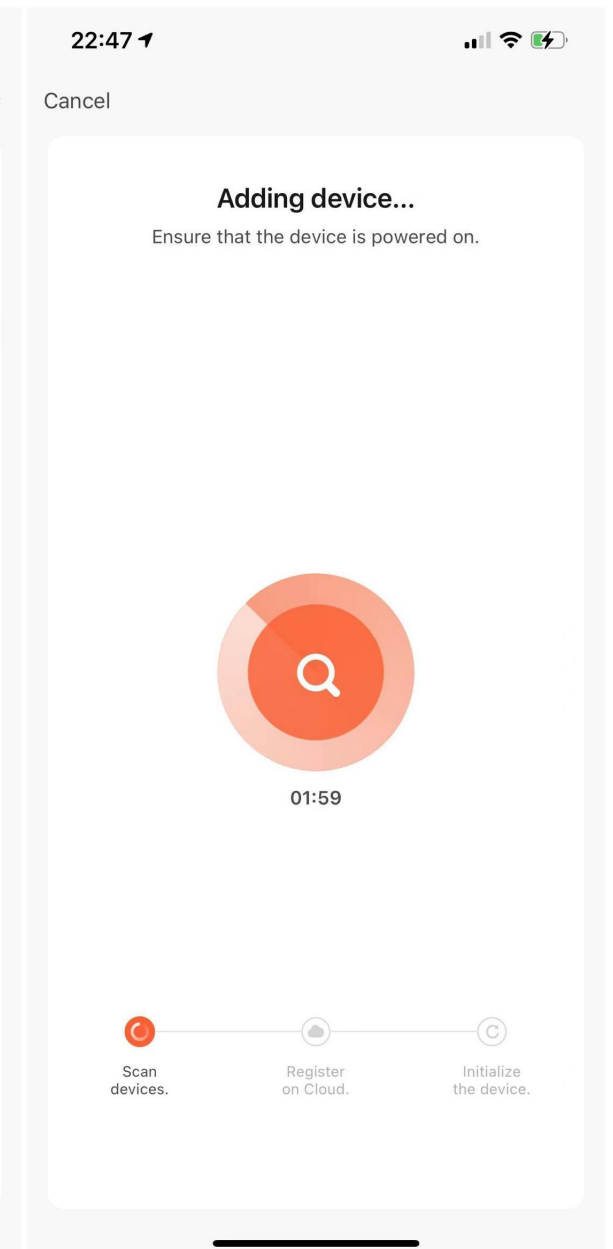 22:47
Cancel
Adding device...
Ensure that the device is powered on.
01:59
Scan
devices.
Register
on Cloud.
Initialize
the device.